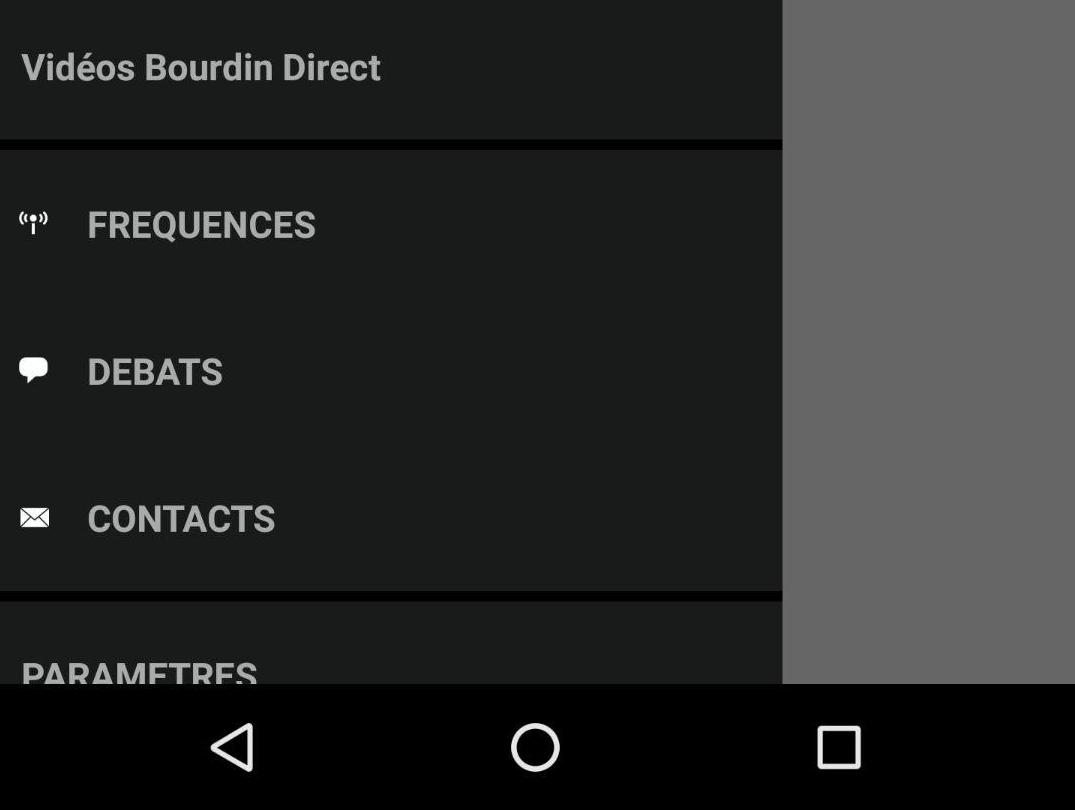 Vidéos Bourdin Direct
FREQUENCES
DEBATS
CONTACTS
PARAMETRES